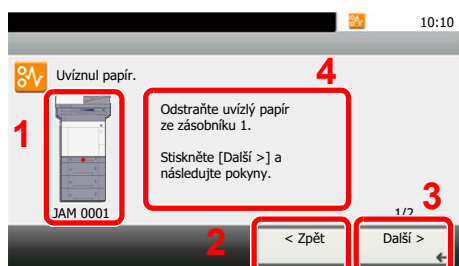 10:10
Uvíznul papír.
4
1
Odstraňte uvízlý papír
ze zásobníku 1.
Stiskněte [Další >] a
následujte pokyny.
JAM 0001
1/2
3
2
< Zpět
Další >